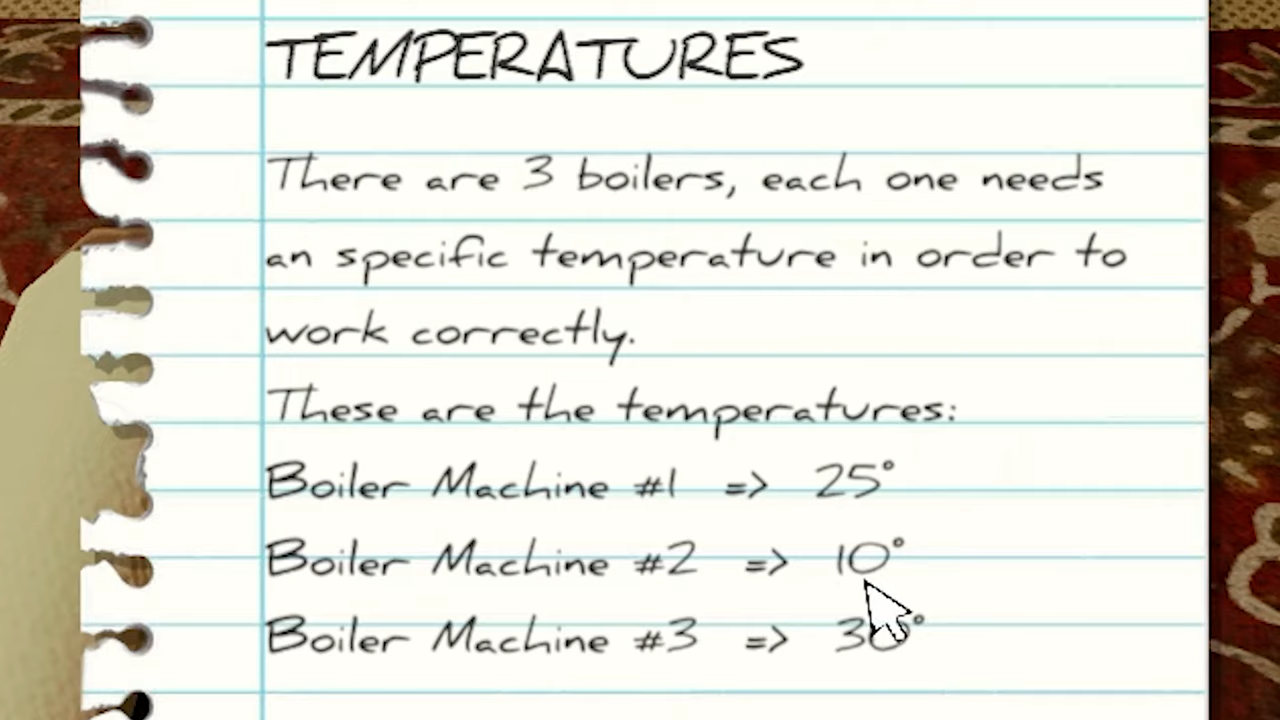 TEMPERATURES
There are 3 boilers, each one needs
an specific temperature in order to
work correctly.
These are the temperatures:
Boiler Machine #1 => 25°
Boiler Machine #2 => 10°
Boiler Machine #3 => 30°